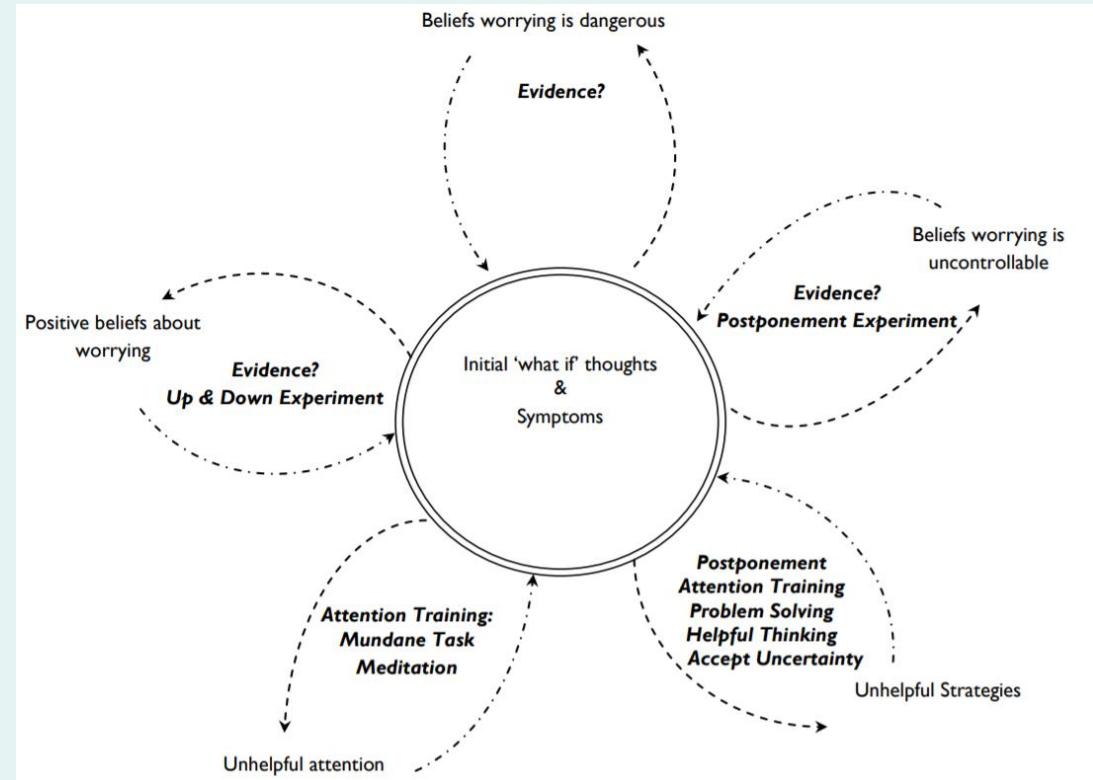 Beliefs worrying is dangerous
Evidence?
Beliefs worrying is
uncontrollable
Evidence?
Postponement Experiment
Positive beliefs about
worrying
Evidence?
Up & Down Experiment
Initial 'what if' thoughts
&
Symptoms
Postponement
Attention Training
Problem Solving
Helpful Thinking
Accept Uncertainty
Unhelpful Strategies
Attention Training:
Mundane Task
Meditation
Unhelpful attention